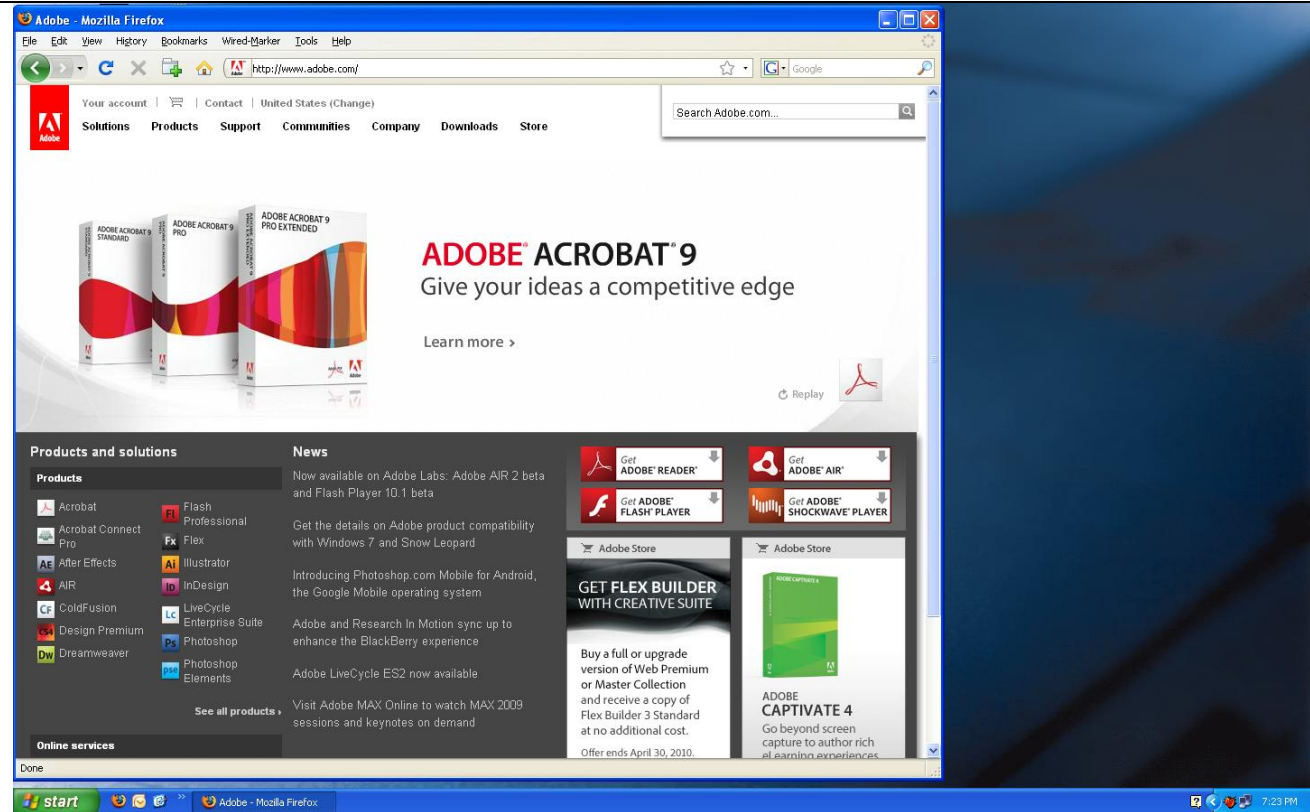 Adobe - Mozilla Firefox
File Edit View History Bookmarks Wired-Marker Tools Help
http://www.adobe.com/
Google
Your account | | Contact | United States (Change)
Search Adobe.com...
Adobe
Solutions Products Support Communities Company Downloads Store
ADOBE ACROBAT 9
STANDARD
ADOBE ACROBAT 9
PRO
ADOBE ACROBAT 9
PRO EXTENDED
Adobe
ADOBE® ACROBAT® 9
Give your ideas a competitive edge
Learn more ›
Replay
Products and solutions
Products
Acrobat
Acrobat Connect
Pro
After Effects
AIR
ColdFusion
Design Premium
Dreamweaver
Flash
Professional
Flex
Illustrator
InDesign
LiveCycle
Enterprise Suite
Photoshop
Photoshop
Elements
See all products ›
Online services
News
Now available on Adobe Labs: Adobe AIR 2 beta
and Flash Player 10.1 beta
Get the details on Adobe product compatibility
with Windows 7 and Snow Leopard
Introducing Photoshop.com Mobile for Android,
the Google Mobile operating system
Adobe and Research In Motion sync up to
enhance the BlackBerry experience
Adobe LiveCycle ES2 now available
Visit Adobe MAX Online to watch MAX 2009
sessions and keynotes on demand
Get
ADOBE® READER®
Get
ADOBE® AIR®
Get ADOBE®
FLASH® PLAYER
Get ADOBE®
SHOCKWAVE® PLAYER
Adobe Store
GET FLEX BUILDER
WITH CREATIVE SUITE
Buy a full or upgrade
version of Web Premium
or Master Collection
and receive a copy of
Flex Builder 3 Standard
at no additional cost.
Offer ends April 30, 2010.
Adobe Store
ADOBE CAPTIVATE 4
ADOBE
CAPTIVATE 4
Go beyond screen
capture to author rich
eLearning experiences
Done
start
Adobe - Mozilla Firefox
7:23 PM